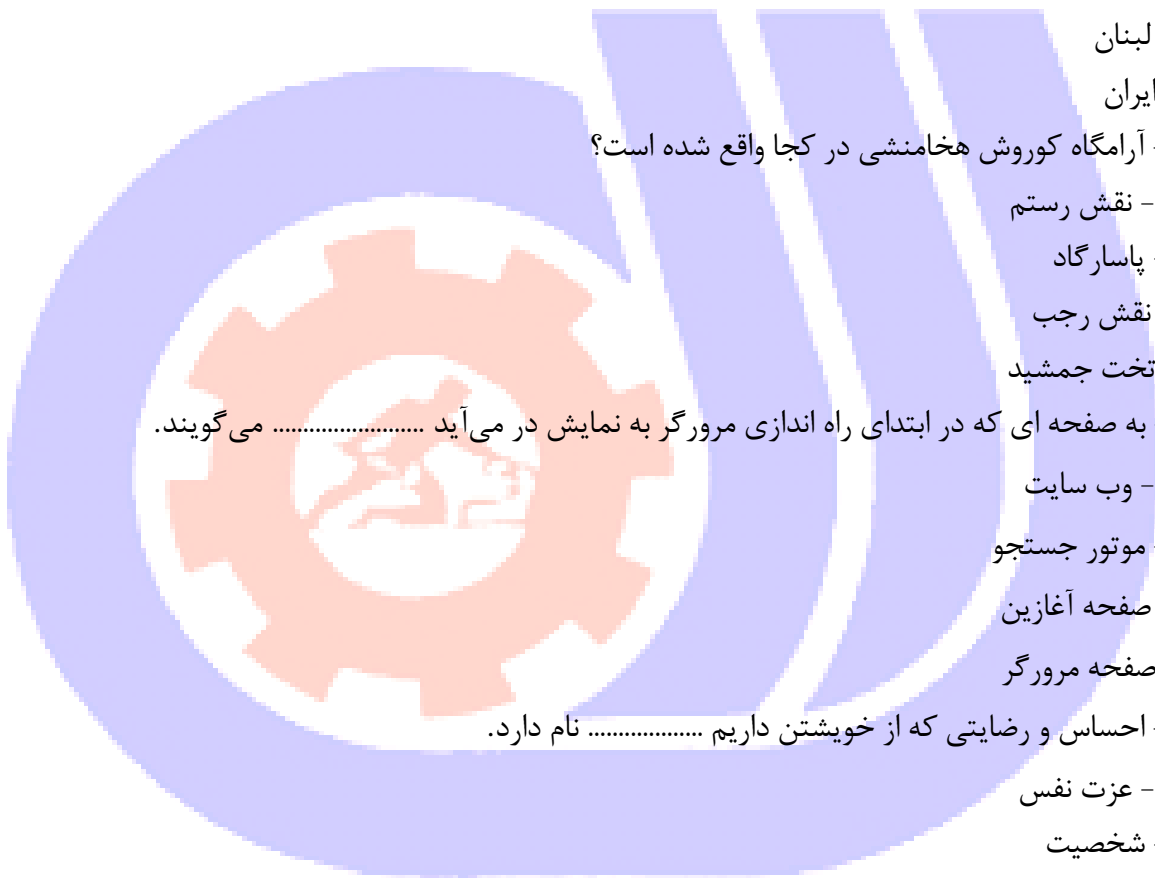 لبنان
ایران
- آرامگاه کوروش هخامنشی در کجا واقع شده است؟
- نقش رستم
- پاسارگاد
نقش رجب
تخت جمشید
به صفحه ای که در ابتدای راه اندازی مرورگر به نمایش در می‌آید ........................ می‌گویند.
- وب سایت
- موتور جستجو
صفحه آغازین
صفحه مرورگر
- احساس و رضایتی که از خویشتن داریم ................... نام دارد.
- عزت نفس
- شخصیت